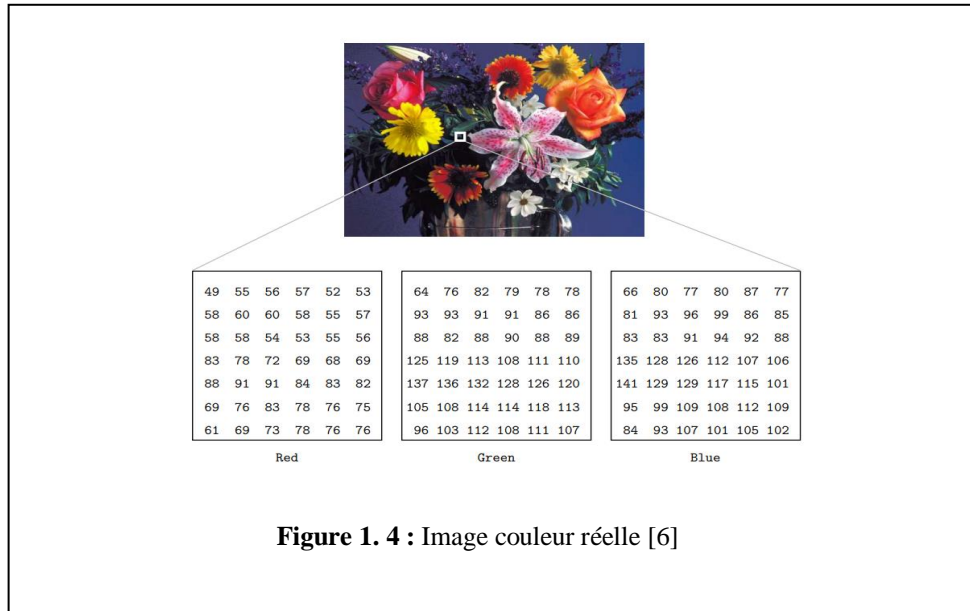 49 55 56 57 52 53
58 60 60 58 55 57
58 58 54 53 55 56
83 78 72 69 68 69
88 91 91 84 83 82
69 76 83 78 76 75
61 69 73 78 76 76
Red
64 76 82 79 78 78
93 93 91 91 86 86
88 82 88 90 88 89
125 119 113 108 111 110
137 136 132 128 126 120
105 108 114 114 118 113
96 103 112 108 111 107
Green
66 80 77 80 87 77
81 93 96 99 86 85
83 83 91 94 92 88
135 128 126 112 107 106
141 129 129 117 115 101
95 99 109 108 112 109
84 93 107 101 105 102
Blue
Figure 1. 4 : Image couleur réelle [6]